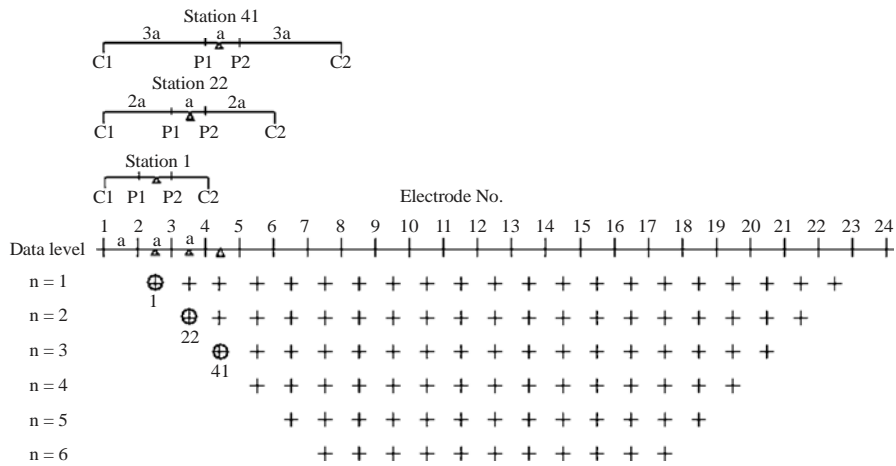 Station 41
3a a 3a
C1 P1 P2 C2
Station 22
2a a 2a
C1 P1 P2 C2
Station 1
C1 P1 P2 C2
Electrode No.
1 2 3 4 5 6 7 8 9 10 11 12 13 14 15 16 17 18 19 20 21 22 23 24
Data level a a a
n = 1
1
n = 2
22
n = 3
41
n = 4
n = 5
n = 6